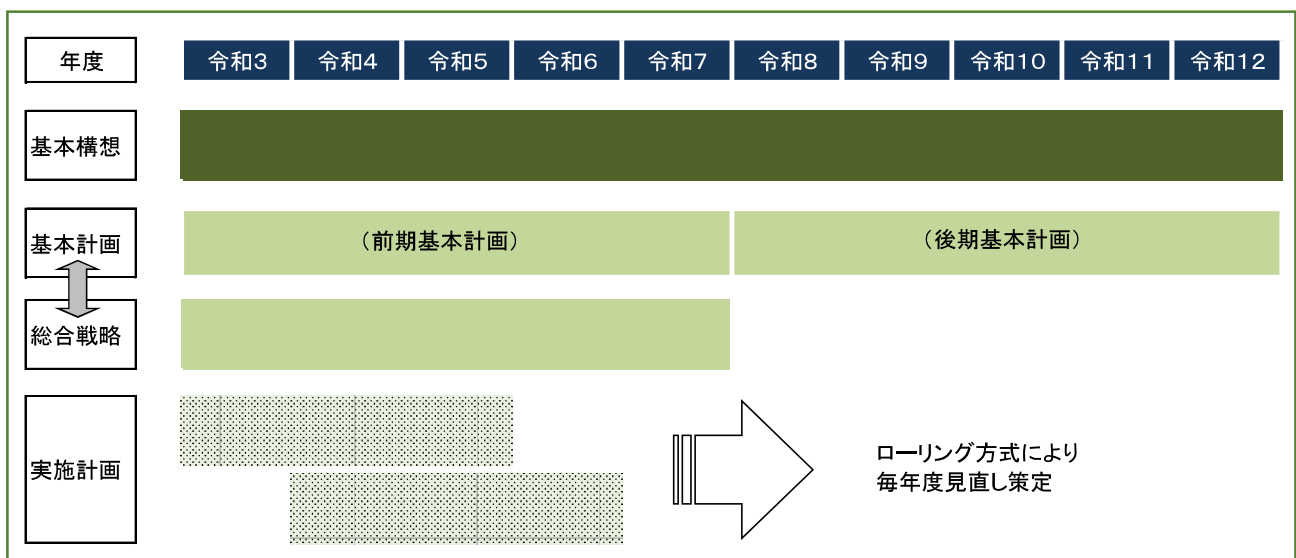 年度
令和3 令和4 令和5 令和6 令和7 令和8 令和9 令和10 令和11 令和12
基本構想
基本計画
（前期基本計画）
（後期基本計画）
総合戦略
実施計画
ローリング方式により
毎年度見直し策定